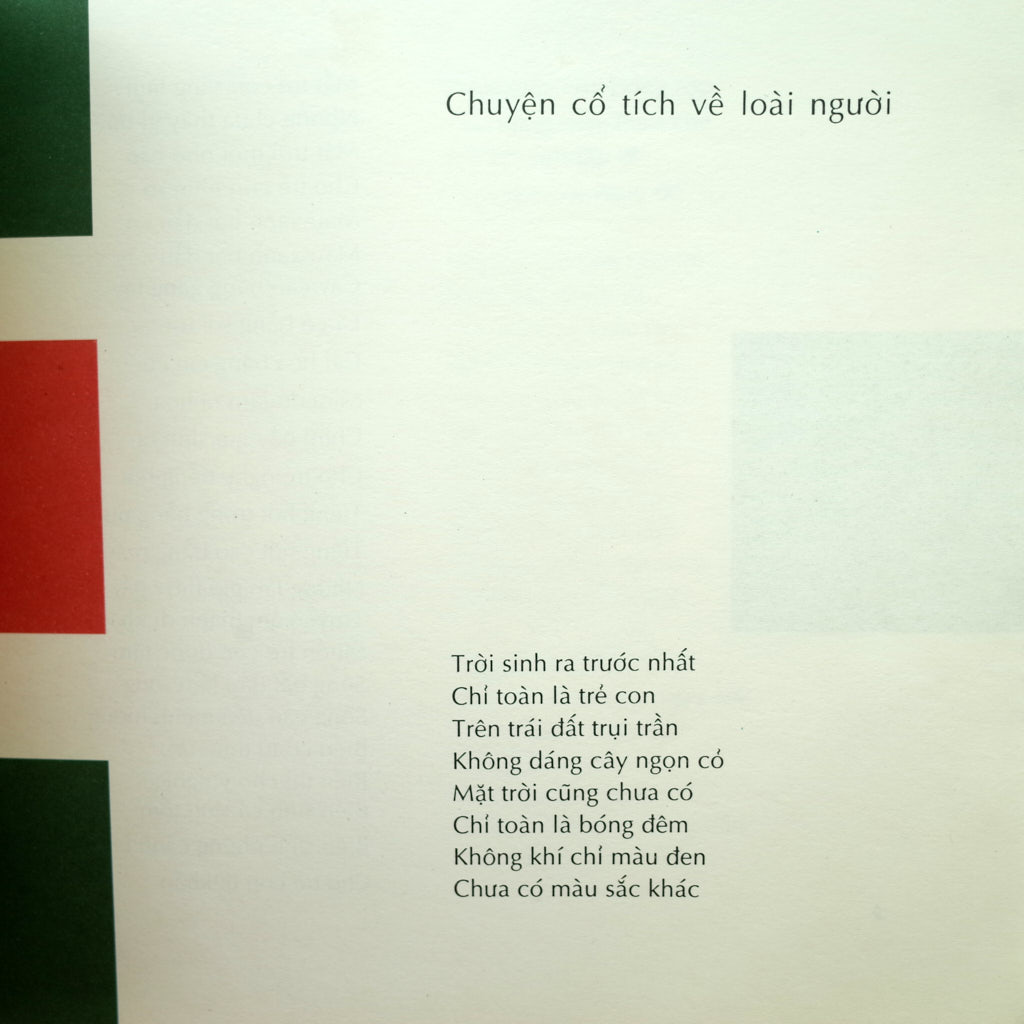 Chuyện cổ tích về loài người
Trời sinh ra trước nhất
Chỉ toàn là trẻ con
Trên trái đất trụi trần
Không dáng cây ngọn cỏ
Mặt trời cũng chưa có
Chỉ toàn là bóng đêm
Không khí chỉ màu đen
Chưa có màu sắc khác